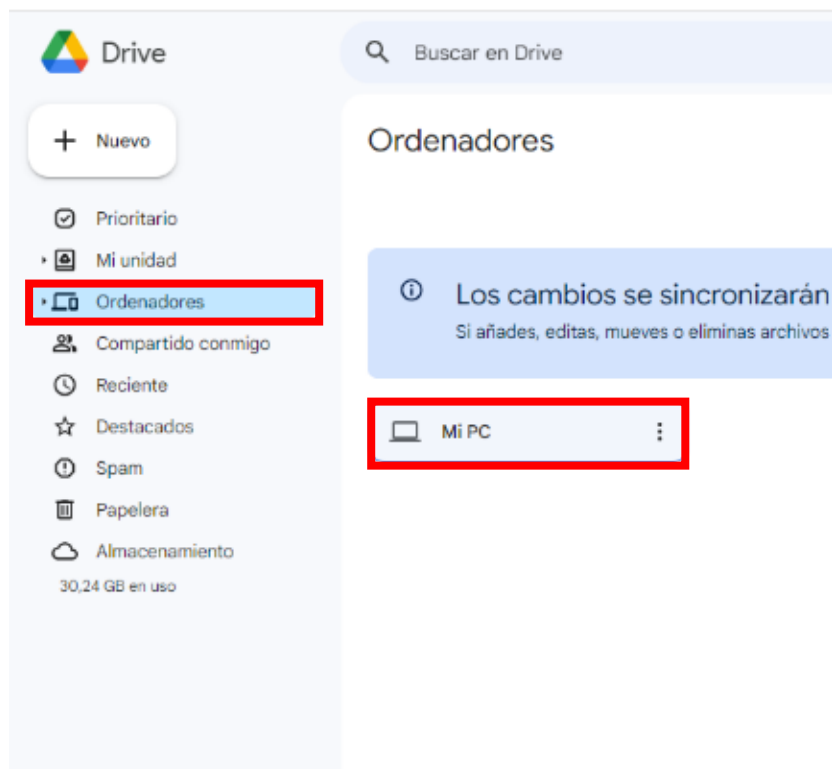 Drive
Buscar en Drive
Nuevo
Ordenadores
Prioritario
Mi unidad
Ordenadores
Compartido conmigo
Reciente
Destacados
Spam
Papelera
Almacenamiento
30,24 GB en uso
Los cambios se sincronizarán
Si añades, editas, mueves o eliminas archivos
Mi PC